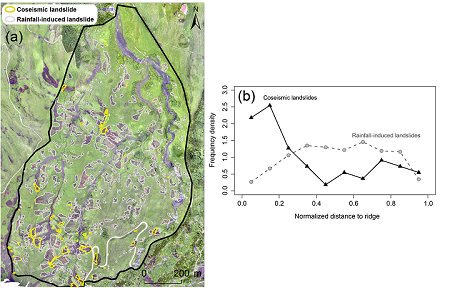 Coseismic landslide
Rainfall-induced landslide
N
(a)
0 200 m
(b)
Coseismic landslides
Rainfall-induced landslides
Frequency density
3.0
2.5
2.0
1.5
1.0
0.5
0.0
0.0 0.2 0.4 0.6 0.8 1.0
Normalized distance to ridge